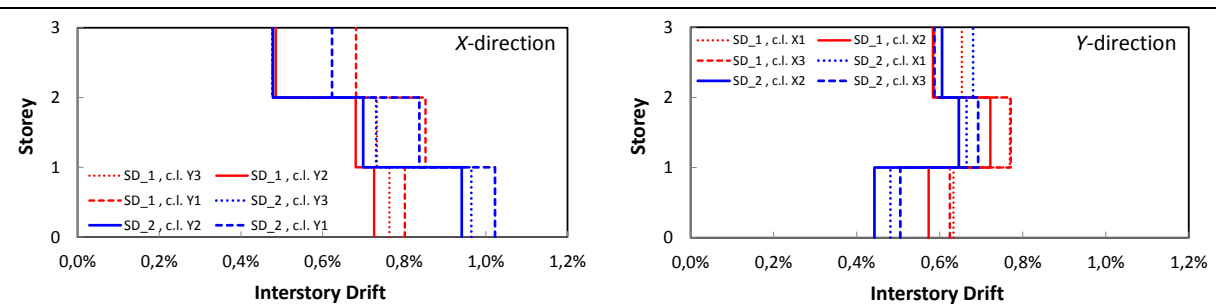 X-direction
3
2
1
0
Storey
SD_1 , c.l. Y3
SD_1 , c.l. Y2
SD_1 , c.l. Y1
SD_2 , c.l. Y3
SD_2 , c.l. Y2
SD_2 , c.l. Y1
0,0%
0,2%
0,4%
0,6%
0,8%
1,0%
1,2%
Interstory Drift
Y-direction
3
2
1
0
Storey
SD_1 , c.l. X1
SD_1 , c.l. X2
SD_1 , c.l. X3
SD_2 , c.l. X1
SD_2 , c.l. X2
SD_2 , c.l. X3
0,0%
0,2%
0,4%
0,6%
0,8%
1,0%
1,2%
Interstory Drift